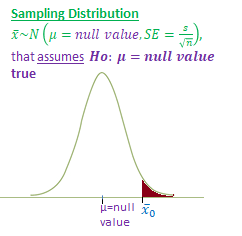 Sampling Distribution
x̄~N(μ = null value, SE = s/√n),
that assumes Ho: μ = null value
true
μ=null x̄₀
value